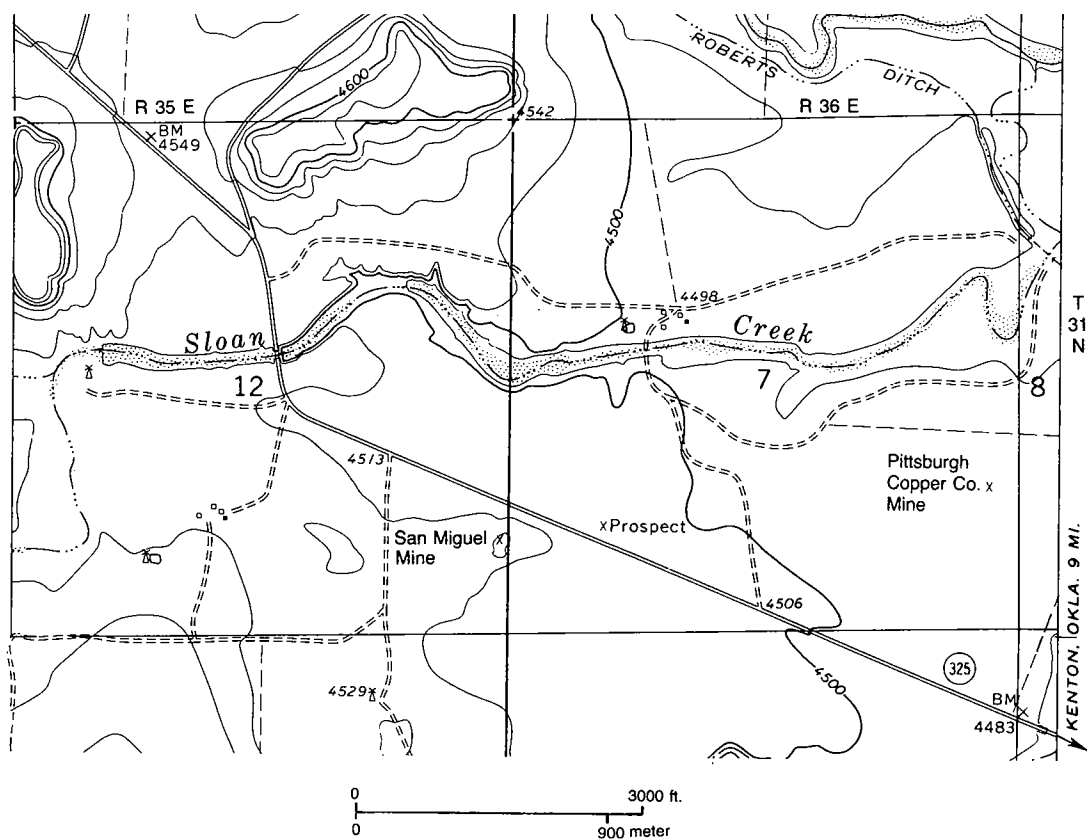 ROBERTS
DITCH
4600
R 35 E
4542
R 36 E
BM
4549
4500
4498
T
31
N
Sloan
Creek
12
7
8
4513
Pittsburgh
Copper Co. x
Mine
San Miguel
Mine
xProspect
4506
KENTON, OKLA. 9 MI.
325
4529
4500
BM
4483
0
3000 ft.
0
900 meter